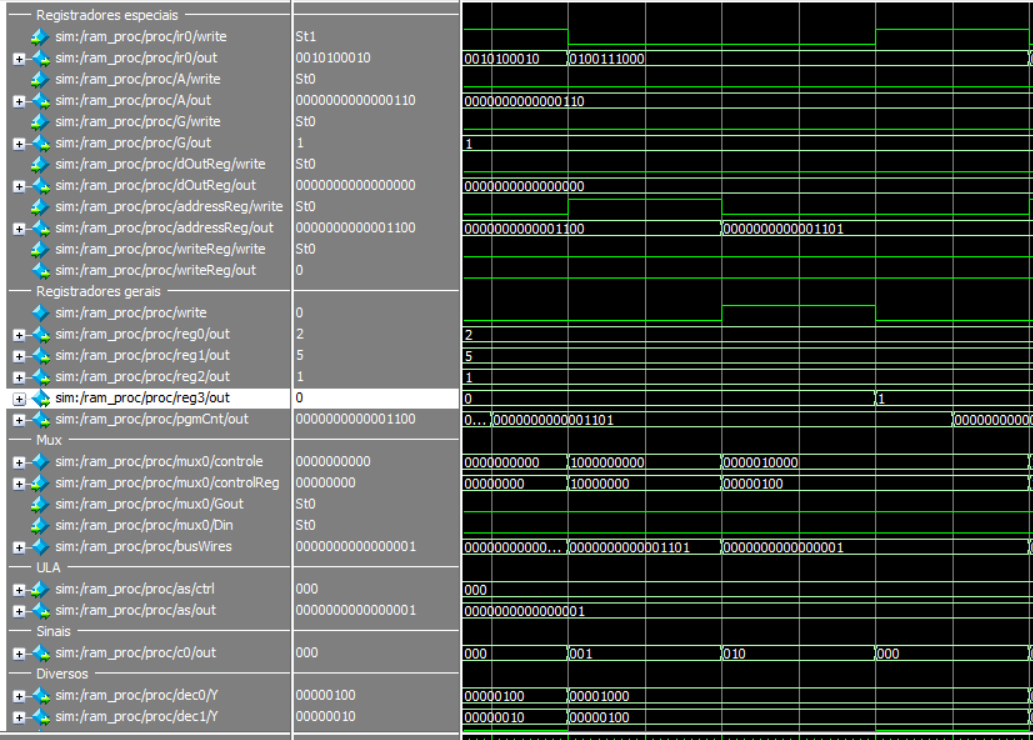 Registradores especiais
sim:/ram_proc/proc/ir0/write St1
sim:/ram_proc/proc/ir0/out 0010100010 0010100010 0100111000
sim:/ram_proc/proc/A/write St0
sim:/ram_proc/proc/A/out 0000000000000110 0000000000000110
sim:/ram_proc/proc/G/write St0
sim:/ram_proc/proc/G/out 1 1
sim:/ram_proc/proc/dOutReg/write St0
sim:/ram_proc/proc/dOutReg/out 0000000000000000 0000000000000000
sim:/ram_proc/proc/addressReg/write St0
sim:/ram_proc/proc/addressReg/out 0000000000001100 0000000000001100 0000000000001101
sim:/ram_proc/proc/writeReg/write St0
sim:/ram_proc/proc/writeReg/out 0
Registradores gerais
sim:/ram_proc/proc/write 0
sim:/ram_proc/proc/reg0/out 2 2
sim:/ram_proc/proc/reg1/out 5 5
sim:/ram_proc/proc/reg2/out 1 1
sim:/ram_proc/proc/reg3/out 0 0 1
sim:/ram_proc/proc/pgmCnt/out 0000000000001100 0... 0000000000001101 00000000000
Mux
sim:/ram_proc/proc/mux0/controle 0000000000 0000000000 1000000000 0000010000
sim:/ram_proc/proc/mux0/controlReg 00000000 00000000 10000000 00000100
sim:/ram_proc/proc/mux0/Gout St0
sim:/ram_proc/proc/mux0/Din St0
sim:/ram_proc/proc/busWires 0000000000000001 00000000000... 0000000000001101 0000000000000001
ULA
sim:/ram_proc/proc/as/ctrl 000 000
sim:/ram_proc/proc/as/out 0000000000000001 0000000000000001
Sinais
sim:/ram_proc/proc/c0/out 000 000 001 010 000
Diversos
sim:/ram_proc/proc/dec0/Y 00000100 00000100 00001000
sim:/ram_proc/proc/dec1/Y 00000010 00000010 00000100